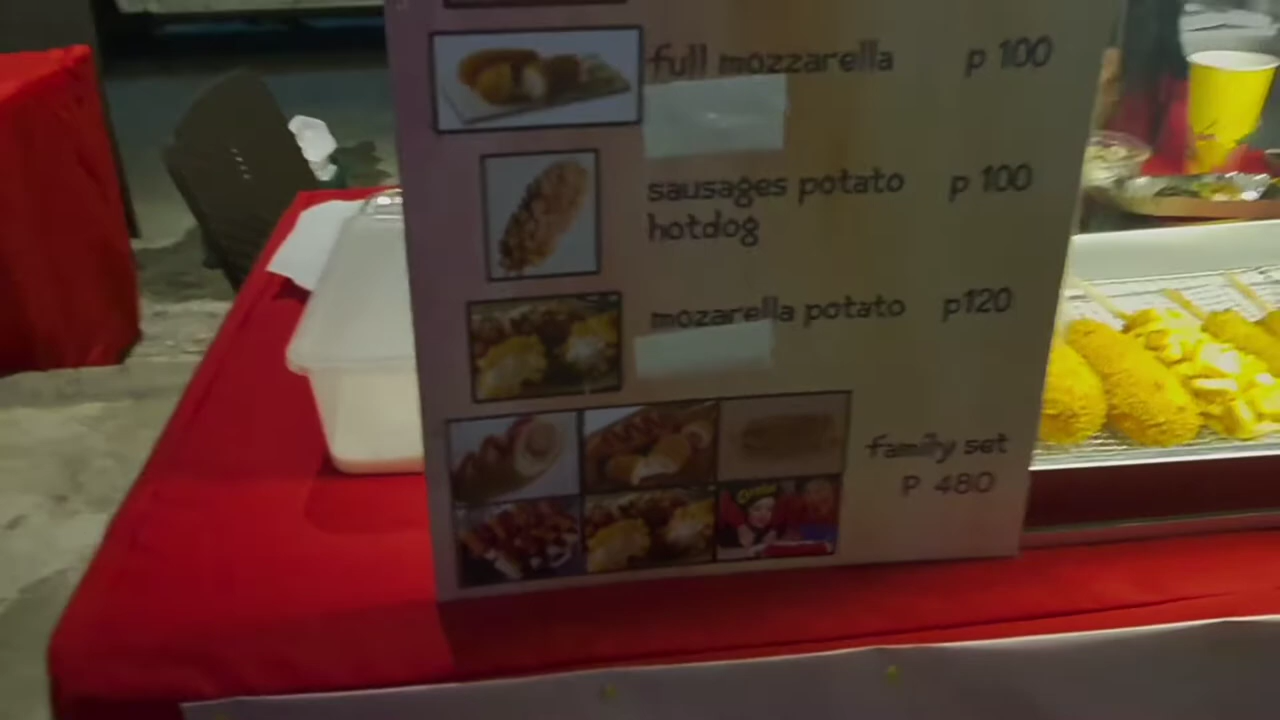 full mozzarella p 100
sausages potato p 100
hotdog
mozarella potato p120
family set
P 480